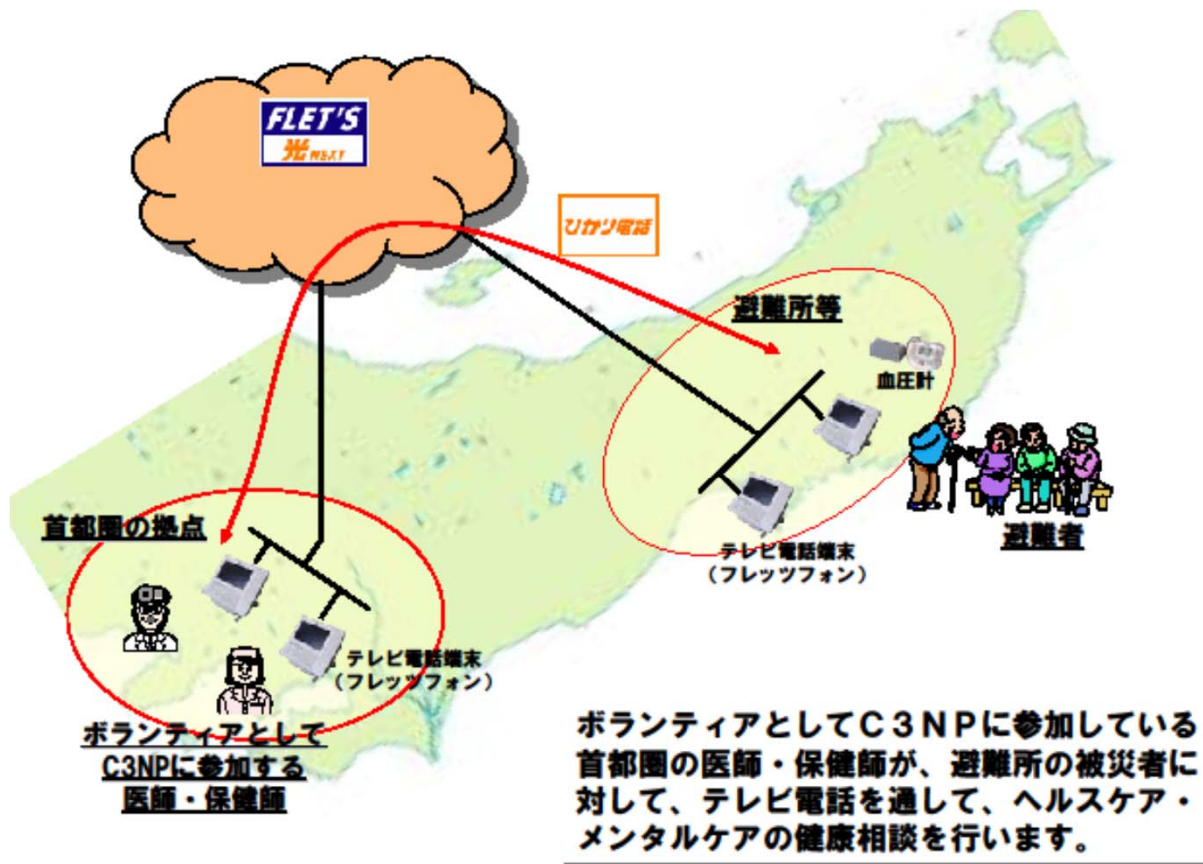 FLET'S
光NEXT
ひかり電話
避難所等
血圧計
テレビ電話端末
（フレッツフォン）
避難者
首都圏の拠点
テレビ電話端末
（フレッツフォン）
ボランティアとして
C3NPに参加する
医師・保健師
ボランティアとしてＣ３ＮＰに参加している
首都圏の医師・保健師が、避難所の被災者に
対して、テレビ電話を通して、ヘルスケア・
メンタルケアの健康相談を行います。